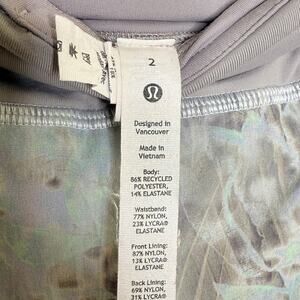 2
Designed in
Vancouver
Made in
Vietnam
Body:
86% RECYCLED
POLYESTER,
14% ELASTANE
Waistband:
77% NYLON,
23% LYCRA®
ELASTANE
Front Lining:
87% NYLON,
13% LYCRA®
ELASTANE
Back Lining:
69% NYLON,
31% LYCRA®